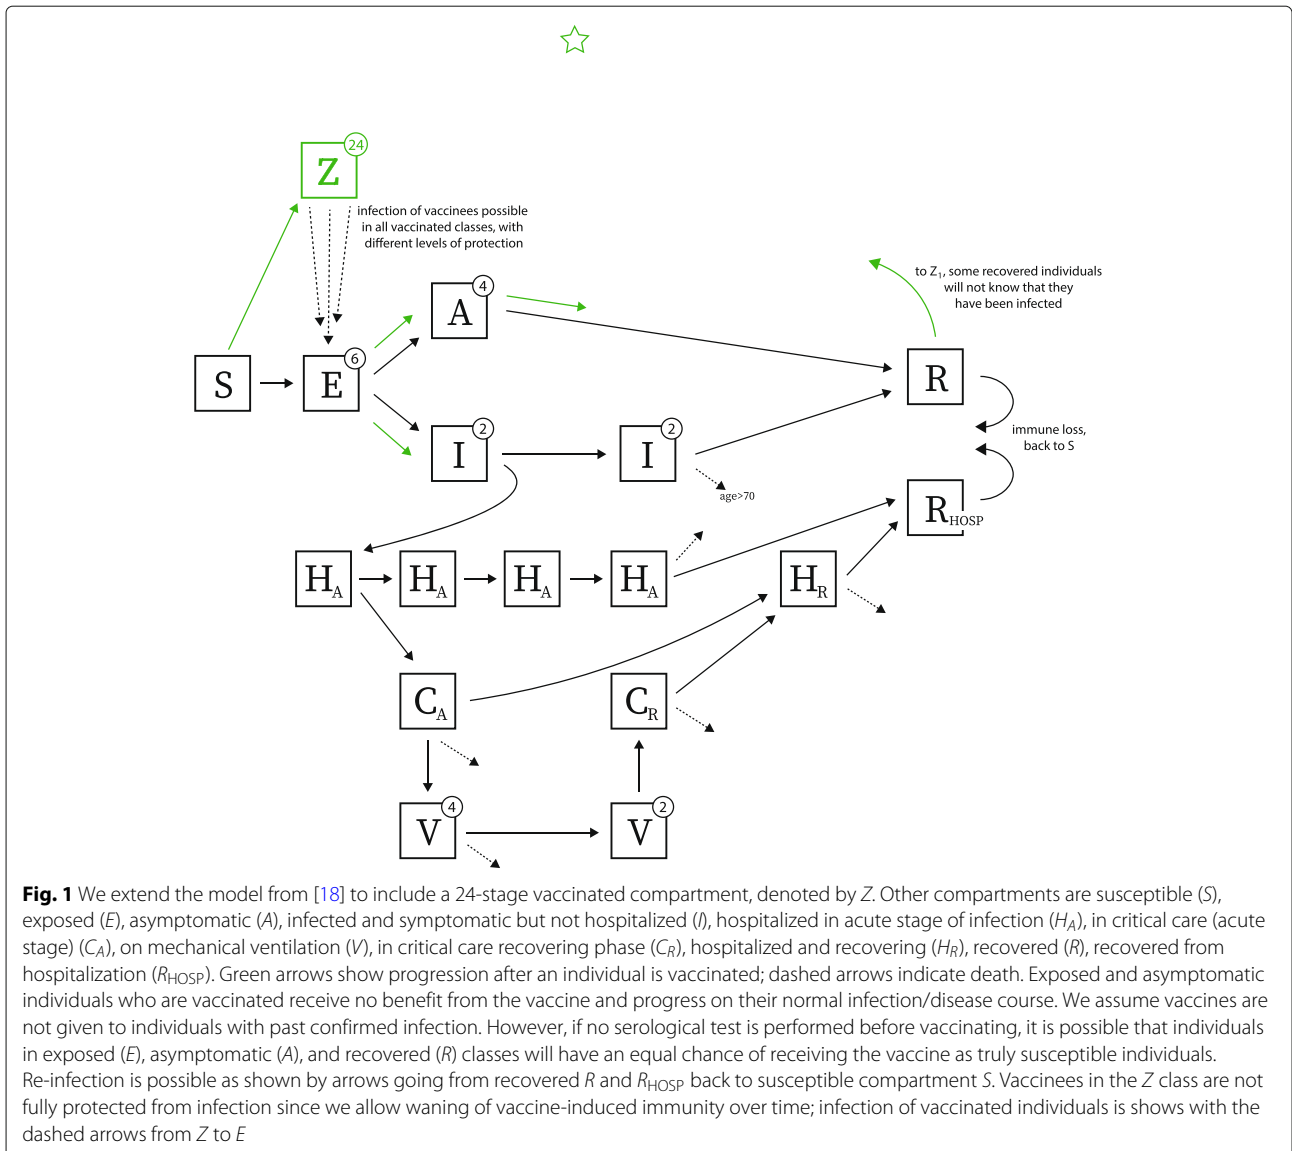 24
Z
infection of vaccinees possible
in all vaccinated classes, with
different levels of protection
to Z1, some recovered individuals
will not know that they
have been infected
4
A
6
S
E
R
2
I
2
I
immune loss,
back to S
age>70
RHOSP
HA
HA
HA
HA
HR
CA
CR
4
V
2
V
Fig. 1 We extend the model from [18] to include a 24-stage vaccinated compartment, denoted by Z. Other compartments are susceptible (S),
exposed (E), asymptomatic (A), infected and symptomatic but not hospitalized (I), hospitalized in acute stage of infection (HA), in critical care (acute
stage) (CA), on mechanical ventilation (V), in critical care recovering phase (CR), hospitalized and recovering (HR), recovered (R), recovered from
hospitalization (RHOSP). Green arrows show progression after an individual is vaccinated; dashed arrows indicate death. Exposed and asymptomatic
individuals who are vaccinated receive no benefit from the vaccine and progress on their normal infection/disease course. We assume vaccines are
not given to individuals with past confirmed infection. However, if no serological test is performed before vaccinating, it is possible that individuals
in exposed (E), asymptomatic (A), and recovered (R) classes will have an equal chance of receiving the vaccine as truly susceptible individuals.
Re-infection is possible as shown by arrows going from recovered R and RHOSP back to susceptible compartment S. Vaccinees in the Z class are not
fully protected from infection since we allow waning of vaccine-induced immunity over time; infection of vaccinated individuals is shows with the
dashed arrows from Z to E